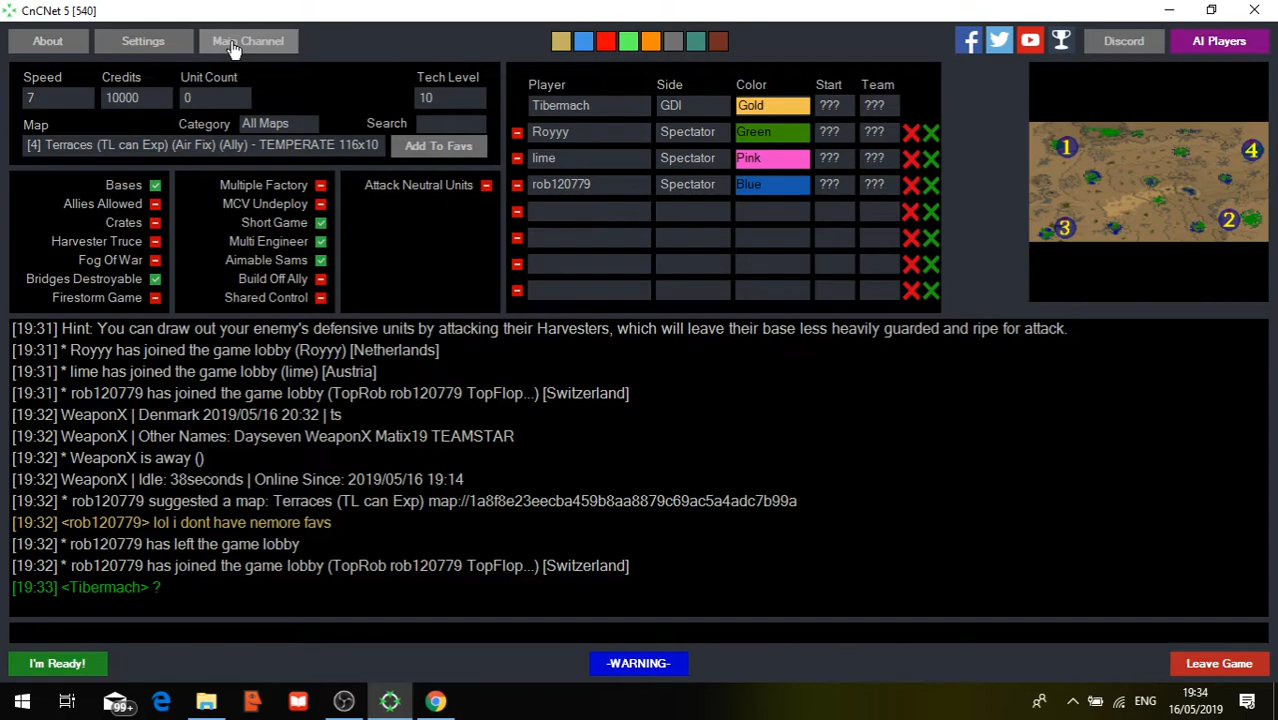 CnCNet 5 [540]
About Settings Main Channel Discord AI Players
Speed Credits Unit Count Tech Level
7 10000 0 10
Map Category All Maps Search
[4] Terraces (TL can Exp) (Air Fix) (Ally) - TEMPERATE 116x10 Add To Favs
Bases Multiple Factory Attack Neutral Units
Allies Allowed MCV Undeploy
Crates Short Game
Harvester Truce Multi Engineer
Fog Of War Aimable Sams
Bridges Destroyable Build Off Ally
Firestorm Game Shared Control
Player Side Color Start Team
Tibermach GDI Gold ??? ???
Royyy Spectator Green ??? ???
lime Spectator Pink ??? ???
rob120779 Spectator Blue ??? ???
1 4
3 2
[19:31] Hint: You can draw out your enemy's defensive units by attacking their Harvesters, which will leave their base less heavily guarded and ripe for attack.
[19:31] * Royyy has joined the game lobby (Royyy) [Netherlands]
[19:31] * lime has joined the game lobby (lime) [Austria]
[19:31] * rob120779 has joined the game lobby (TopRob rob120779 TopFlop...) [Switzerland]
[19:32] WeaponX | Denmark 2019/05/16 20:32 | ts
[19:32] WeaponX | Other Names: Dayseven WeaponX Matix19 TEAMSTAR
[19:32] * WeaponX is away ()
[19:32] WeaponX | Idle: 38seconds | Online Since: 2019/05/16 19:14
[19:32] * rob120779 suggested a map: Terraces (TL can Exp) map://1a8f8e23eecba459b8aa8879c69ac5a4adc7b99a
[19:32] <rob120779> lol i dont have nemore favs
[19:32] * rob120779 has left the game lobby
[19:32] * rob120779 has joined the game lobby (TopRob rob120779 TopFlop...) [Switzerland]
[19:33] <Tibermach> ?
I'm Ready! -WARNING- Leave Game
99+ ENG 19:34
16/05/2019